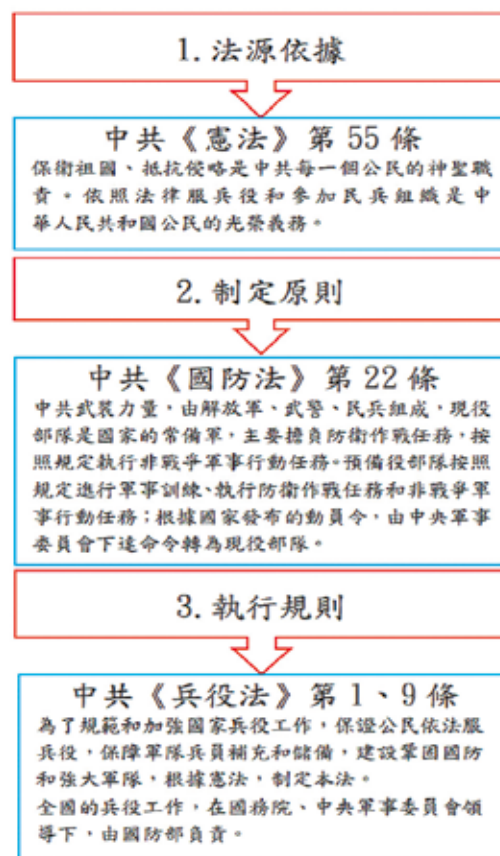 1. 法源依據
中共《憲法》第 55 條
保衛祖國、抵抗侵略是中共每一個公民的神聖職
責。依照法律服兵役和參加民兵組織是中
華人民共和國公民的光榮義務。
2. 制定原則
中共《國防法》第 22 條
中共武裝力量，由解放軍、武警、民兵組成，現役
部隊是國家的常備軍，主要擔負防衛作戰任務，按
照規定執行非戰爭軍事行動任務。預備役部隊按照
規定進行軍事訓練、執行防衛作戰任務和非戰爭軍
事行動任務；根據國家發布的動員令，由中央軍事
委員會下達命令轉為現役部隊。
3. 執行規則
中共《兵役法》第 1、9 條
為了規範和加強國家兵役工作，保證公民依法服
兵役，保障軍隊兵員補充和儲備，建設鞏固國防
和強大軍隊，根據憲法，制定本法。
全國的兵役工作，在國務院、中央軍事委員會領
導下，由國防部負責。